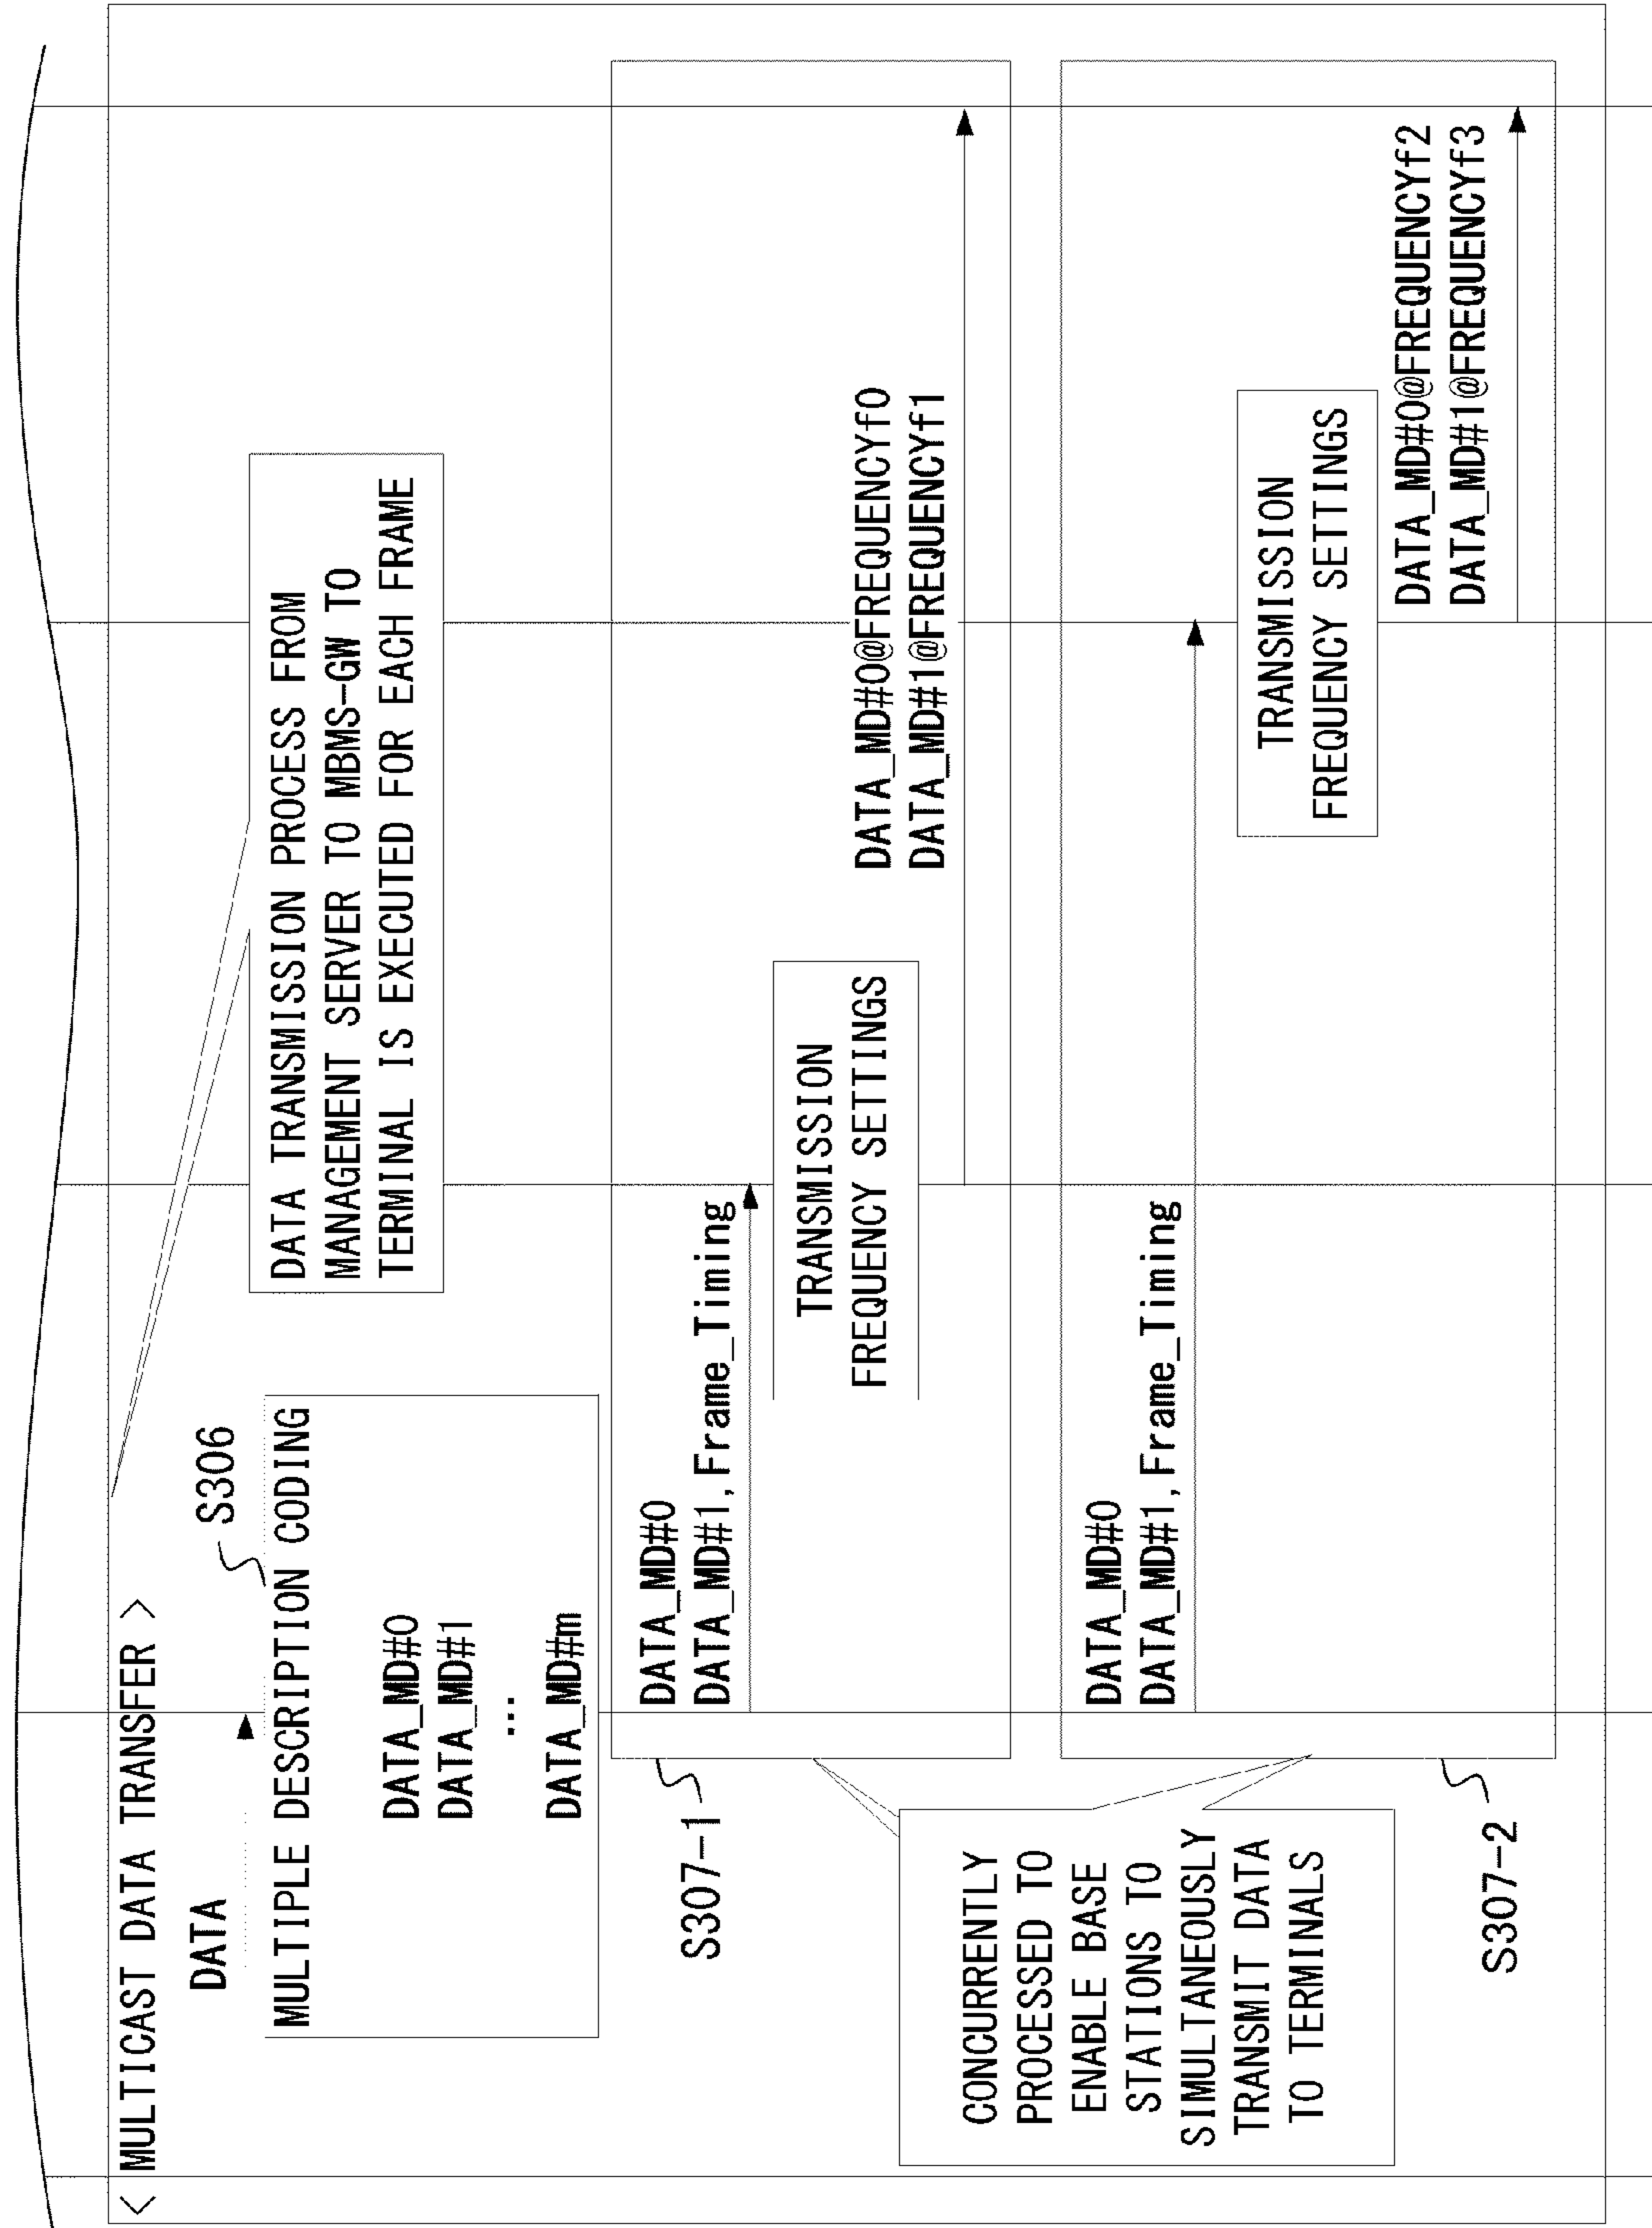 < MULTICAST DATA TRANSFER >
DATA
S306
MULTIPLE DESCRIPTION CODING
DATA_MD#0
DATA_MD#1
...
DATA_MD#m
DATA TRANSMISSION PROCESS FROM
MANAGEMENT SERVER TO MBMS-GW TO
TERMINAL IS EXECUTED FOR EACH FRAME
S307-1
DATA_MD#0
DATA_MD#1,Frame_Timing
TRANSMISSION
FREQUENCY SETTINGS
DATA_MD#0@FREQUENCYf0
DATA_MD#1@FREQUENCYf1
CONCURRENTLY
PROCESSED TO
ENABLE BASE
STATIONS TO
SIMULTANEOUSLY
TRANSMIT DATA
TO TERMINALS
S307-2
DATA_MD#0
DATA_MD#1,Frame_Timing
TRANSMISSION
FREQUENCY SETTINGS
DATA_MD#0@FREQUENCYf2
DATA_MD#1@FREQUENCYf3